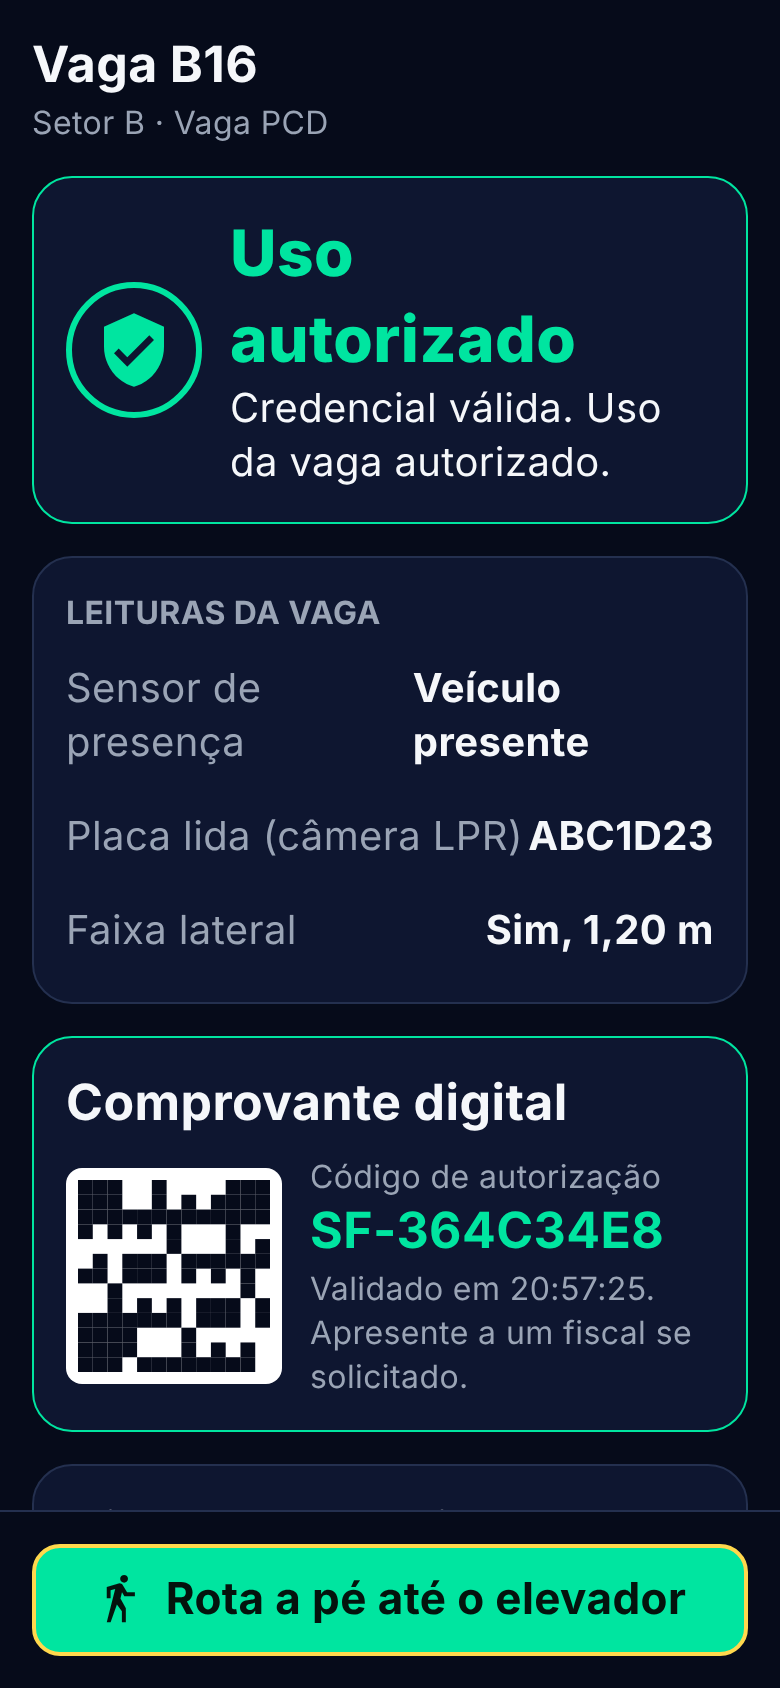 Vaga B16
Setor B · Vaga PCD
Uso
autorizado
Credencial válida. Uso
da vaga autorizado.
LEITURAS DA VAGA
Sensor de presença Veículo presente
Placa lida (câmera LPR) ABC1D23
Faixa lateral Sim, 1,20 m
Comprovante digital
Código de autorização
SF-364C34E8
Validado em 20:57:25.
Apresente a um fiscal se
solicitado.
Rota a pé até o elevador